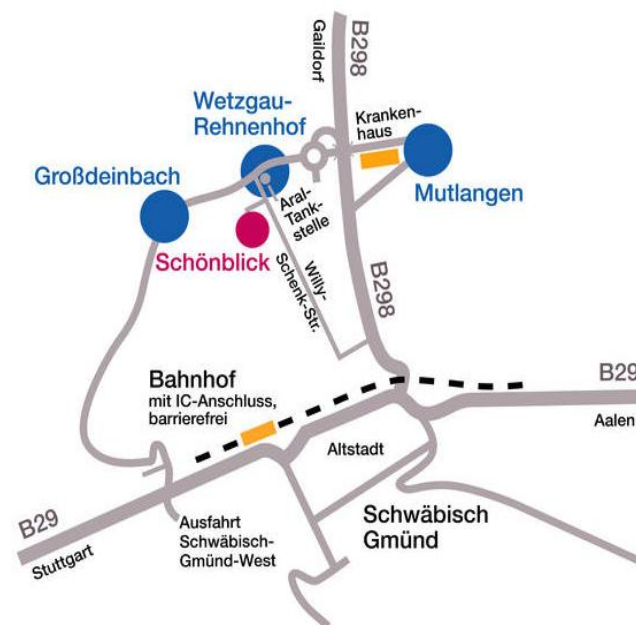 Gaildorf
B298
Wetzgau-
Rehnenhof
Kranken-
haus
Großdeinbach
Mutlangen
Aral-
Tank-
stelle
Schönblick
Willy-
Schenk-Str.
B298
Bahnhof
mit IC-Anschluss,
barrierefrei
B29
Aalen
Altstadt
B29
Stuttgart
Ausfahrt
Schwäbisch-
Gmünd-West
Schwäbisch
Gmünd